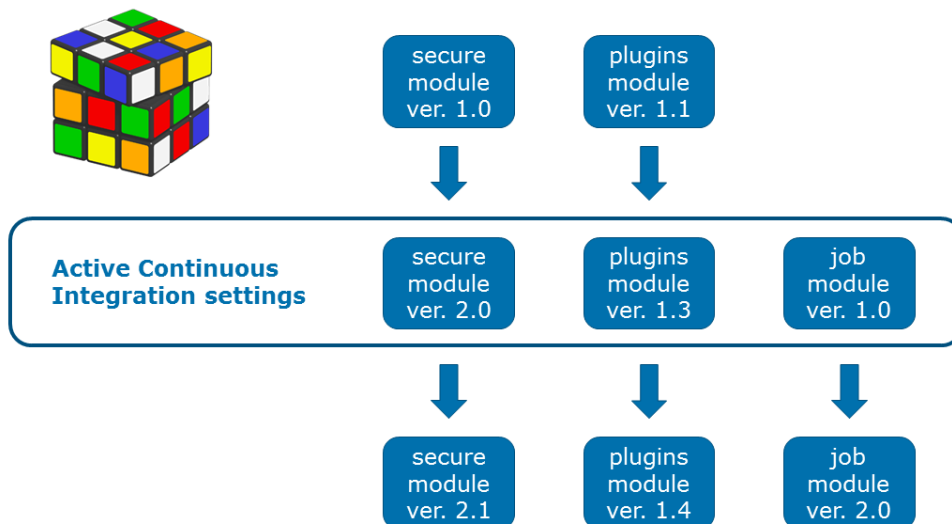 secure
module
ver. 1.0
plugins
module
ver. 1.1
Active Continuous
Integration settings
secure
module
ver. 2.0
plugins
module
ver. 1.3
job
module
ver. 1.0
secure
module
ver. 2.1
plugins
module
ver. 1.4
job
module
ver. 2.0